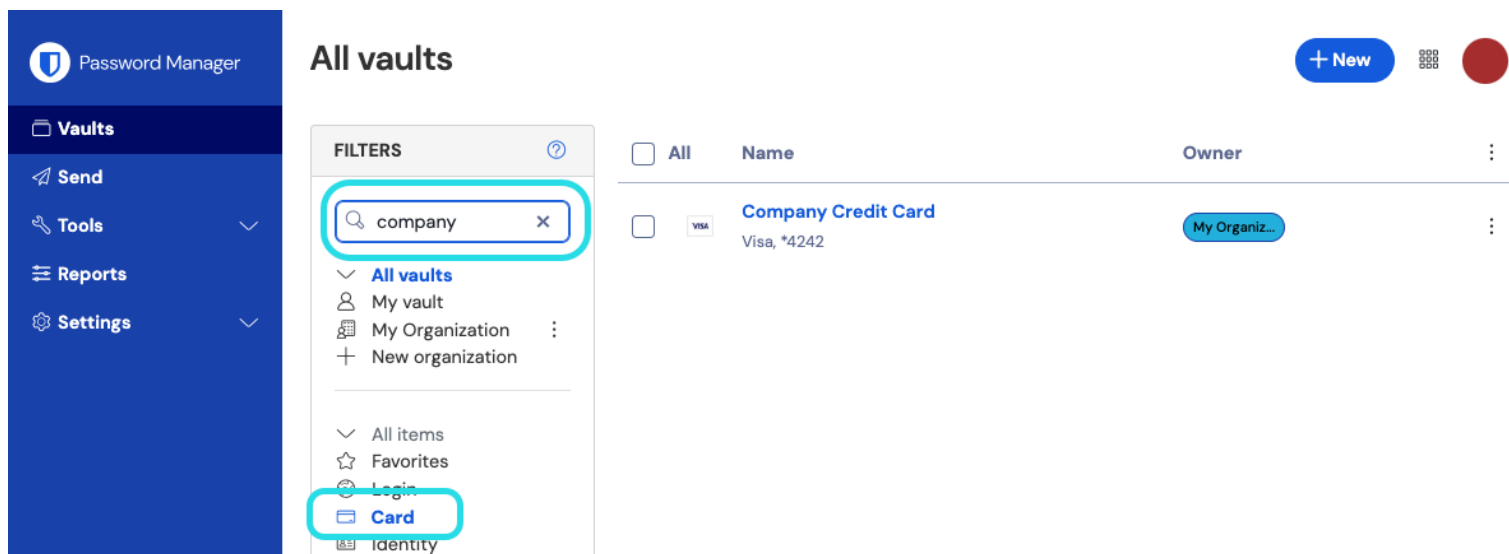 Password Manager
Vaults
Send
Tools
Reports
Settings
All vaults
+ New
FILTERS
company
All vaults
My vault
My Organization
New organization
All items
Favorites
Login
Card
Identity
All Name Owner
VISA
Company Credit Card
Visa, *4242
My Organiz...